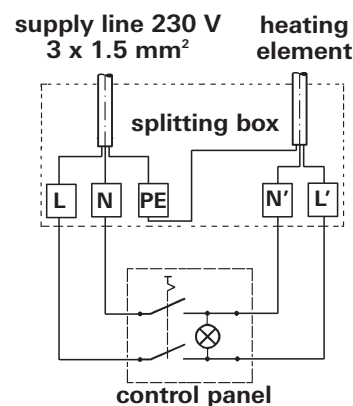 supply line 230 V
3 x 1.5 mm²
heating
element
splitting box
L N PE N’ L’
control panel